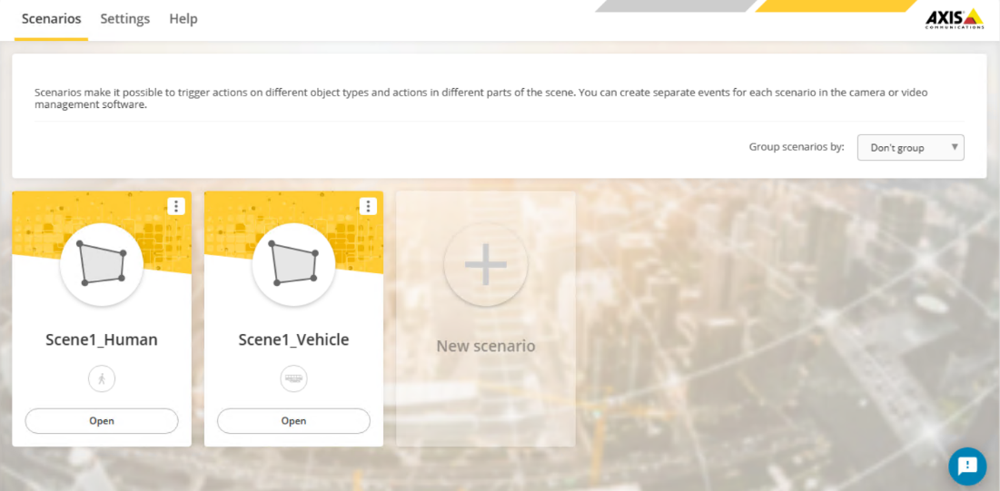 Scenarios Settings Help
AXIS
COMMUNICATIONS
Scenarios make it possible to trigger actions on different object types and actions in different parts of the scene. You can create separate events for each scenario in the camera or video
management software.
Group scenarios by: Don't group
Scene1_Human Scene1_Vehicle New scenario
Open Open